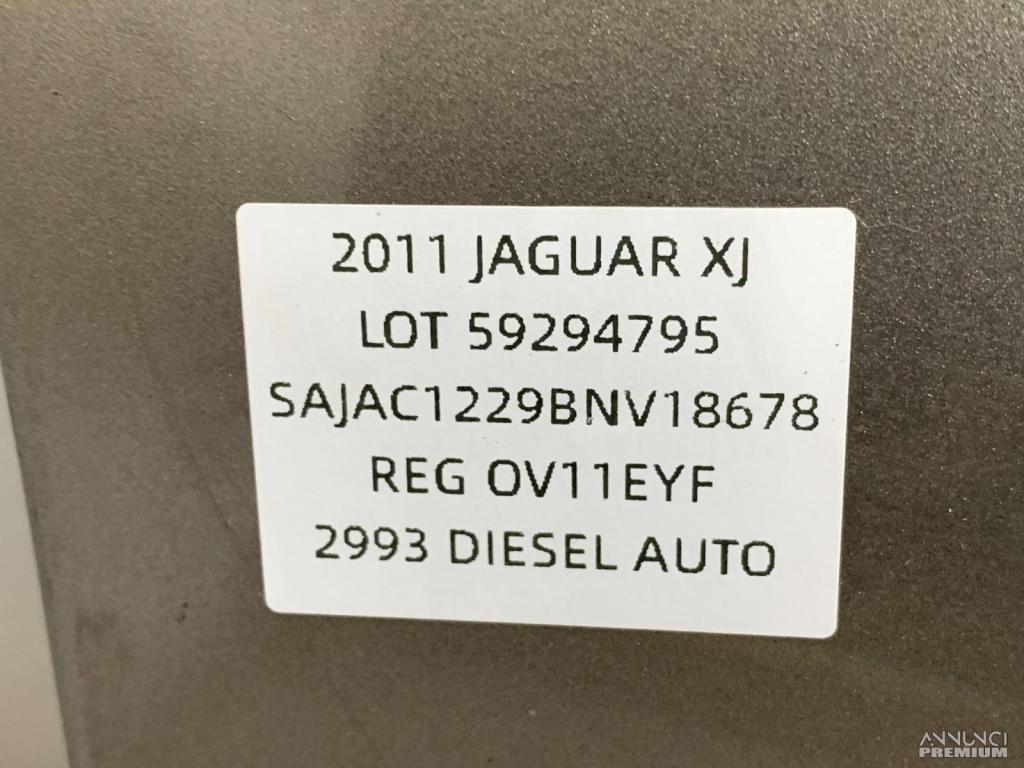 2011 JAGUAR XJ
LOT 59294795
SAJAC1229BNV18678
REG OV11EYF
2993 DIESEL AUTO
ANNUNCI
PREMIUM